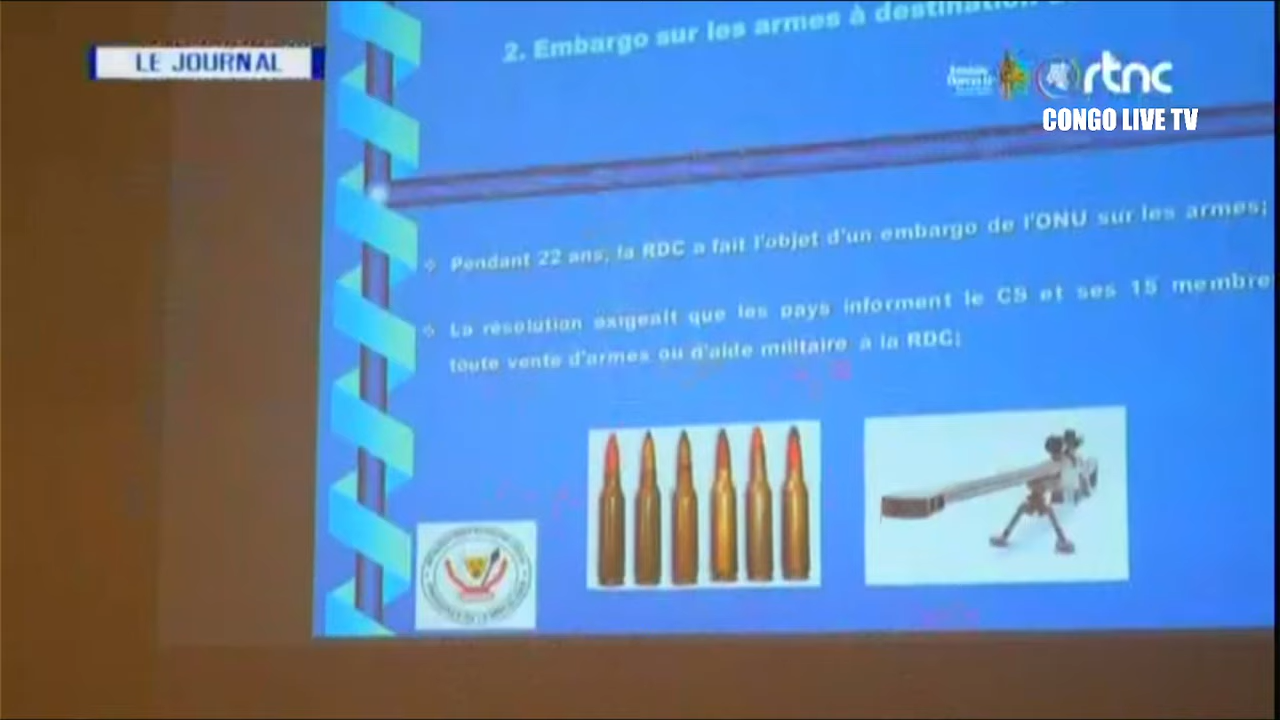 LE JOURNAL
2. Embargo sur les armes à destination
rtnc
CONGO LIVE TV
Pendant 22 ans, la RDC a fait l'objet d'un embargo de l'ONU sur les armes;
La résolution exigeait que les pays informent le CS et ses 15 membre
toute vente d'armes ou d'aide militaire à la RDC;